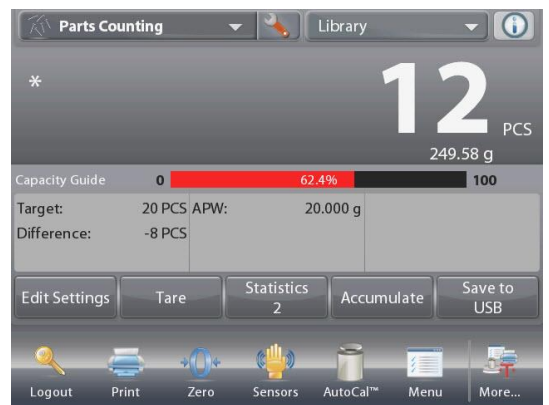 Parts Counting Library
*
12 PCS
249.58 g
Capacity Guide 0 62.4% 100
Target: 20 PCS APW: 20.000 g
Difference: -8 PCS
Edit Settings Tare Statistics 2 Accumulate Save to USB
Logout Print Zero Sensors AutoCal™ Menu More...